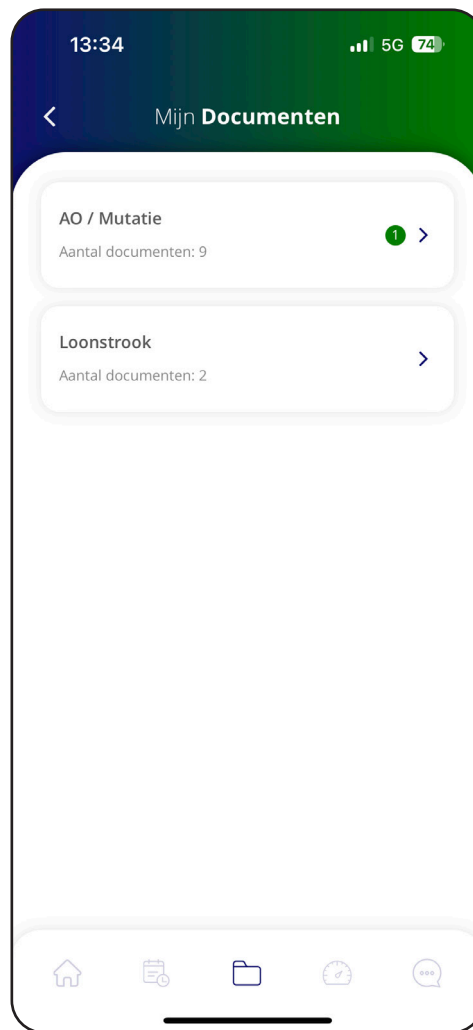 13:34 5G 74
Mijn Documenten
AO / Mutatie
Aantal documenten: 9
1
Loonstrook
Aantal documenten: 2